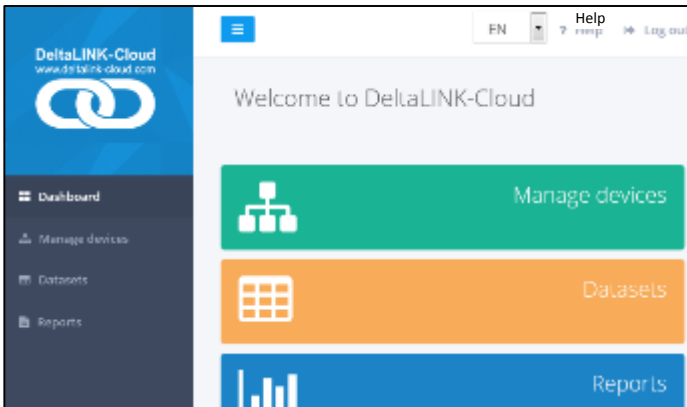 DeltaLINK-Cloud
www.deltalink-cloud.com
EN
Help
? Help
Log out
Welcome to DeltaLINK-Cloud
Dashboard
Manage devices
Datasets
Reports
Manage devices
Datasets
Reports